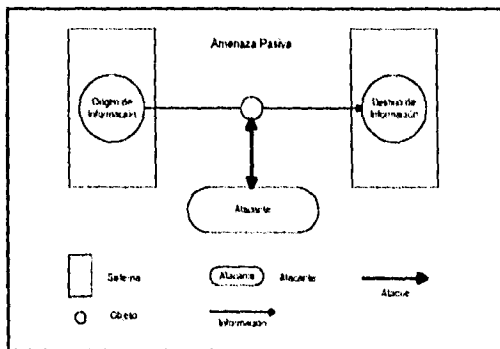 Amenaza Pasiva
Origen de
Información
Destino de
Información
Atacante
Sistema
Atacante
Atacante
Ataque
Objeto
Información